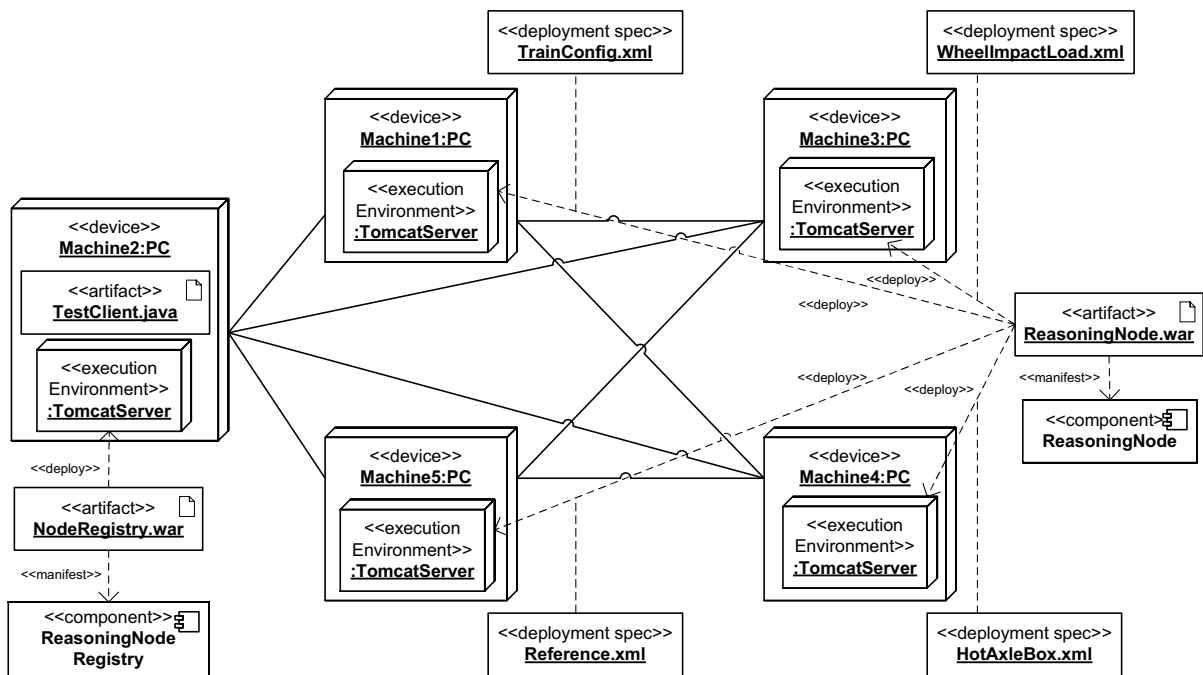 <<deployment spec>>
TrainConfig.xml
<<deployment spec>>
WheelImpactLoad.xml
<<device>>
Machine1:PC
<<execution
Environment>>
:TomcatServer
<<device>>
Machine3:PC
<<execution
Environment>>
:TomcatServer
<<device>>
Machine2:PC
<<artifact>>
TestClient.java
<<execution
Environment>>
:TomcatServer
<<deploy>>
<<deploy>>
<<deploy>>
<<deploy>>
<<artifact>>
ReasoningNode.war
<<manifest>>
<<component>>
ReasoningNode
<<deploy>>
<<artifact>>
NodeRegistry.war
<<manifest>>
<<component>>
ReasoningNode
Registry
<<device>>
Machine5:PC
<<execution
Environment>>
:TomcatServer
<<device>>
Machine4:PC
<<execution
Environment>>
:TomcatServer
<<deployment spec>>
Reference.xml
<<deployment spec>>
HotAxleBox.xml